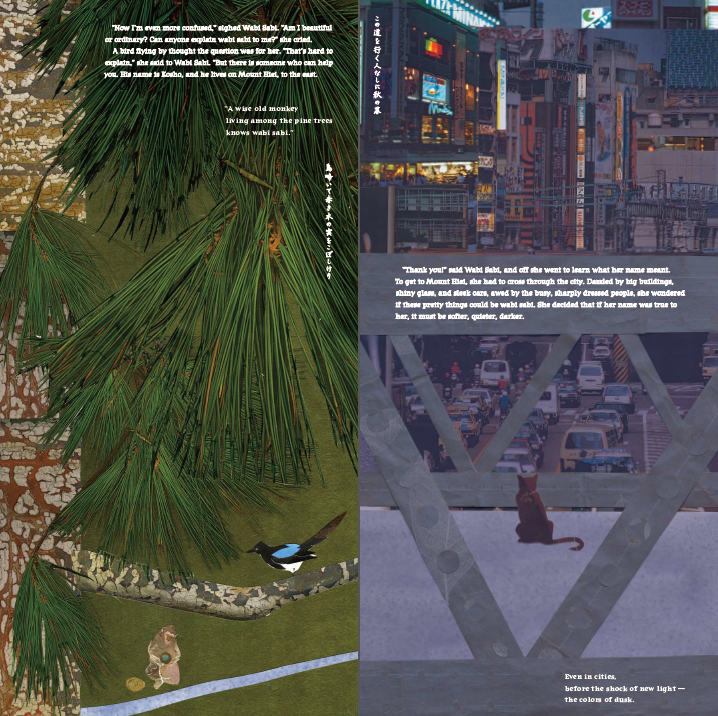 "Now I'm even more confused," sighed Wabi Sabi. "Am I beautiful
or ordinary? Can anyone explain wabi sabi to me?" she cried.
A bird flying by thought the question was for her. "That's hard to
explain," she said to Wabi Sabi. "But there is someone who can help
you. His name is Kosho, and he lives on Mount Hiei, to the east.
"A wise old monkey
living among the pine trees
knows wabi sabi."
鳥啼いて赤き木の実をこぼしけり
この道を行く人なしに秋の暮
"Thank you!" said Wabi Sabi, and off she went to learn what her name meant.
To get to Mount Hiei, she had to cross through the city. Dazzled by big buildings,
shiny glass, and sleek cars, awed by the busy, sharply dressed people, she wondered
if these pretty things could be wabi sabi. She decided that if her name was true to
her, it must be softer, quieter, darker.
Even in cities,
before the shock of new light —
the colors of dusk.